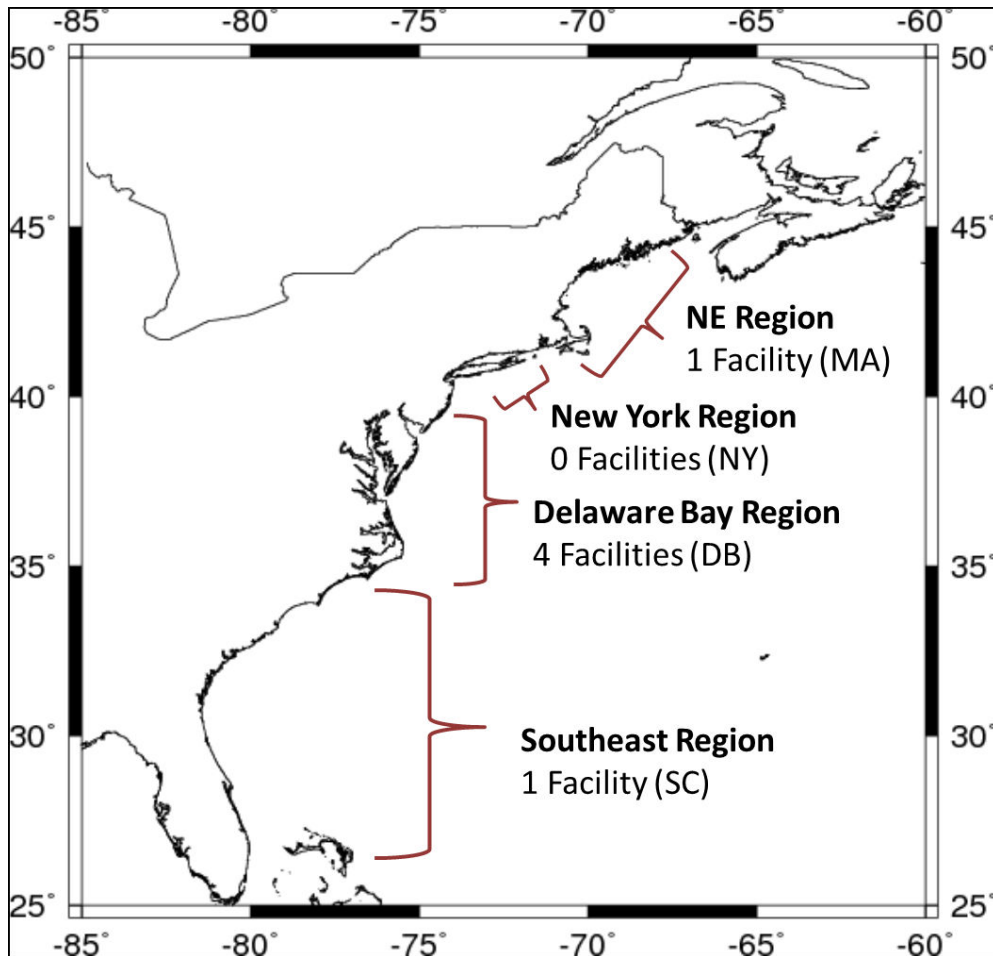 -85° -80° -75° -70° -65° -60°
50° 50°
45° 45°
NE Region
1 Facility (MA)
40° 40°
New York Region
0 Facilities (NY)
Delaware Bay Region
4 Facilities (DB)
35° 35°
30° 30°
Southeast Region
1 Facility (SC)
25° 25°
-85° -80° -75° -70° -65° -60°